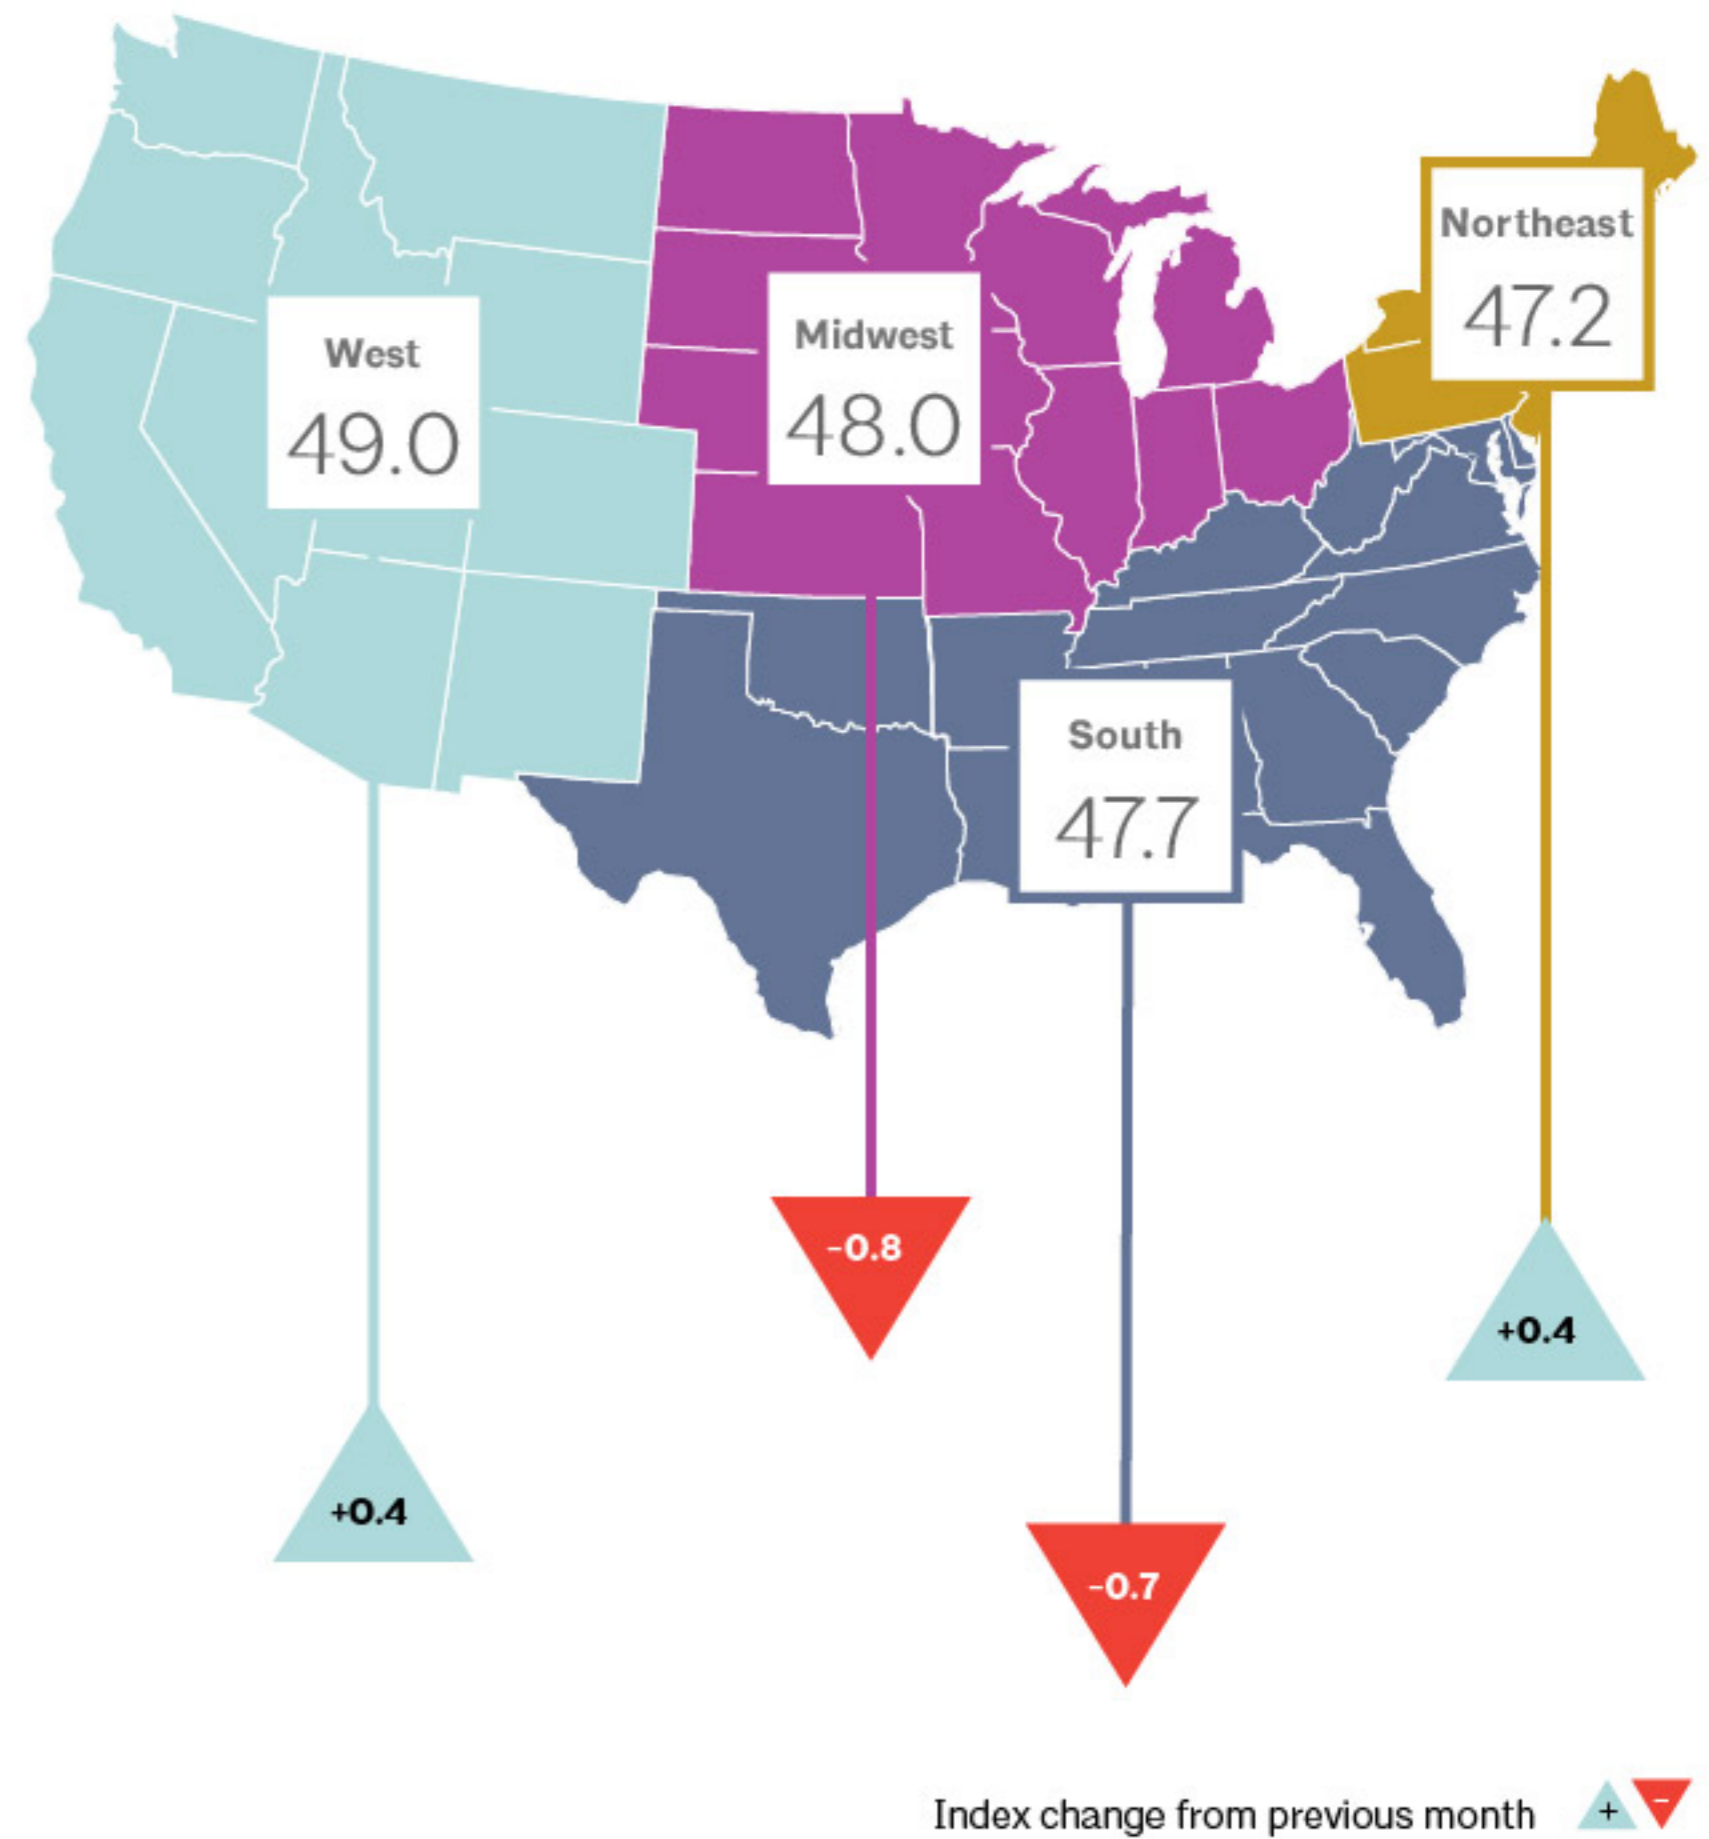 Northeast
47.2
West
49.0
Midwest
48.0
South
47.7
-0.8
+0.4
+0.4
-0.7
Index change from previous month + -